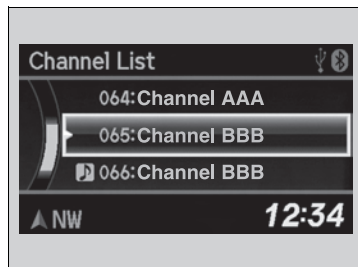 Channel List
064:Channel AAA
065:Channel BBB
066:Channel BBB
NW
12:34